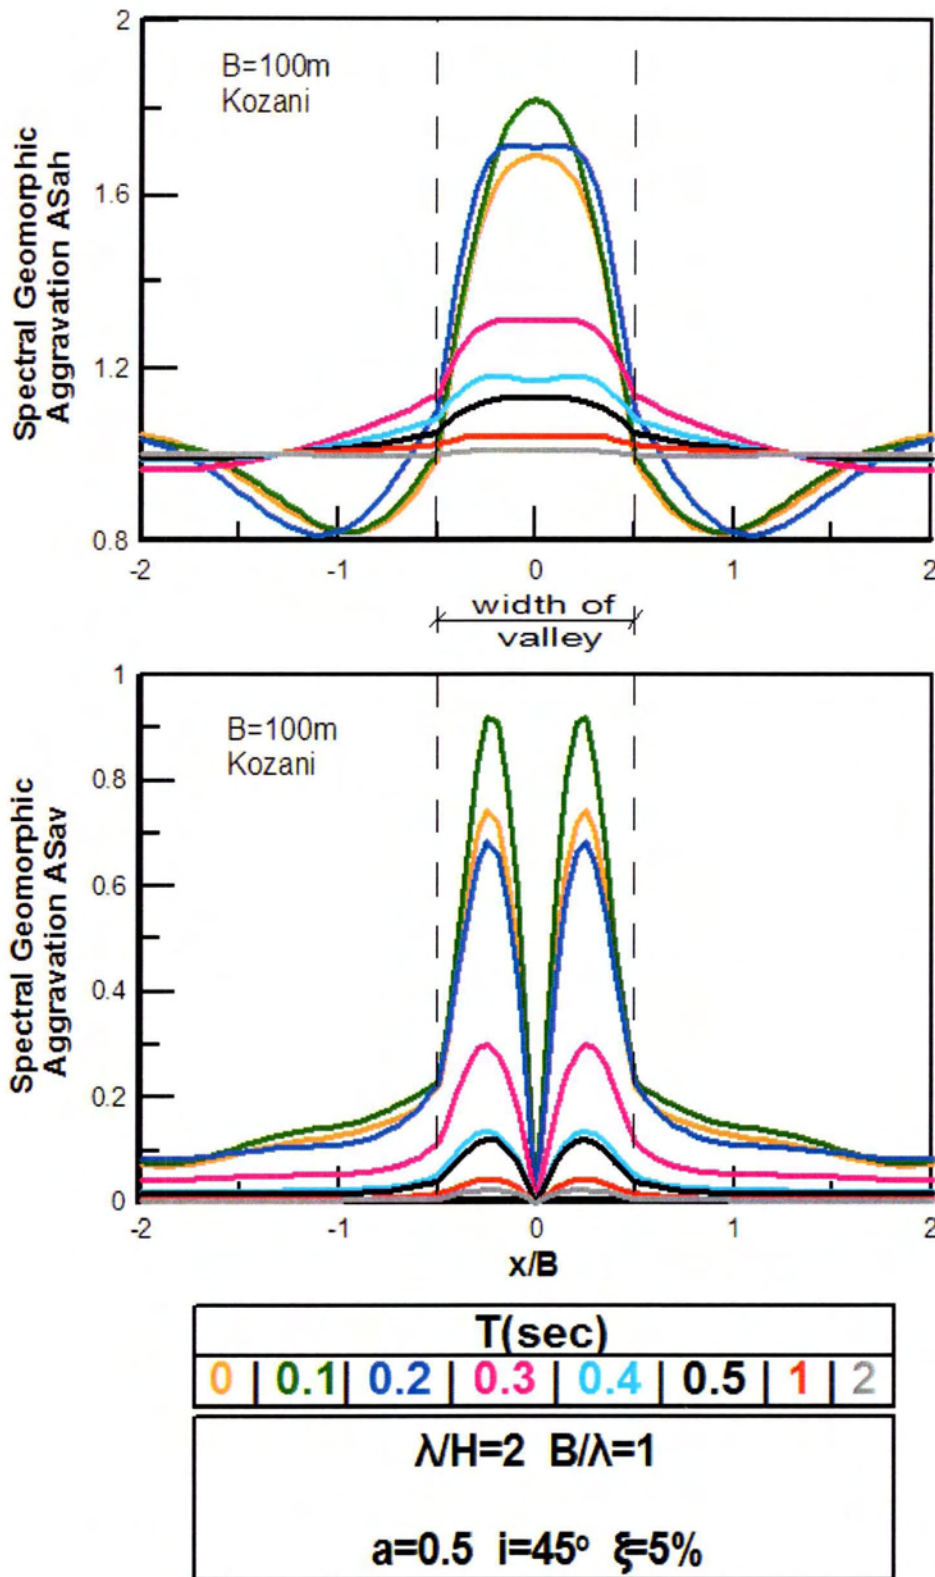 Spectral Geomorphic
Aggravation ASah
2
1.6
1.2
0.8
B=100m
Kozani
-2
-1
0
1
2
width of
valley
Spectral Geomorphic
Aggravation ASav
1
0.8
0.6
0.4
0.2
0
B=100m
Kozani
-2
-1
0
1
2
x/B
T(sec)
0 | 0.1 | 0.2 | 0.3 | 0.4 | 0.5 | 1 | 2
λ/H=2 B/λ=1
a=0.5 i=45º ξ=5%